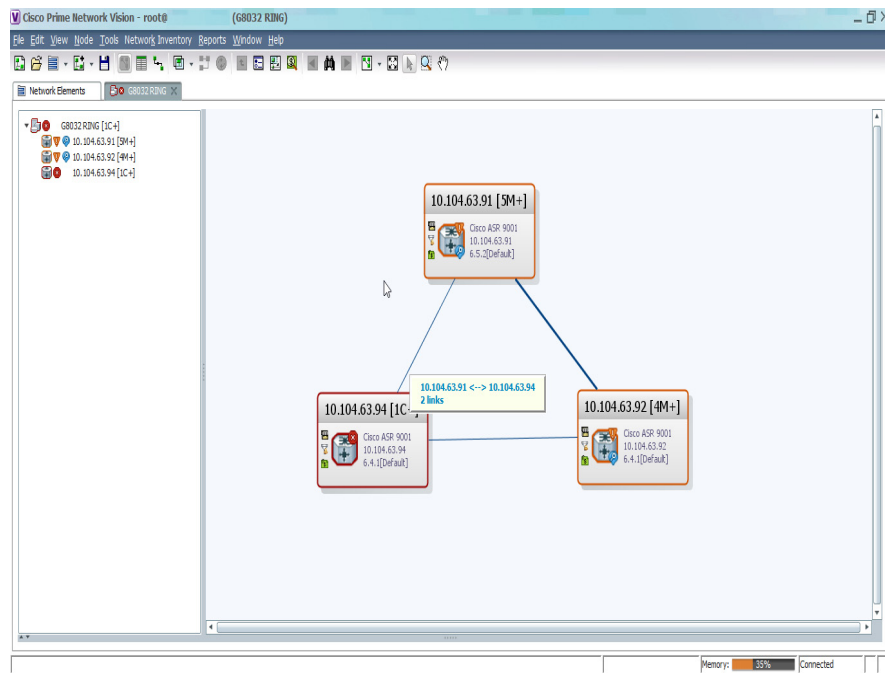 Cisco Prime Network Vision - root@ (G8032 RING)
File Edit View Node Tools Network Inventory Reports Window Help
Network Elements
G8032 RING
G8032 RING [1C+]
10.104.63.91 [5M+]
10.104.63.92 [4M+]
10.104.63.94 [1C+]
10.104.63.91 [5M+]
Cisco ASR 9001
10.104.63.91
6.5.2[Default]
10.104.63.91 <--> 10.104.63.94
2 links
10.104.63.94 [1C+]
Cisco ASR 9001
10.104.63.94
6.4.1[Default]
10.104.63.92 [4M+]
Cisco ASR 9001
10.104.63.92
6.4.1[Default]
Memory: 35% Connected